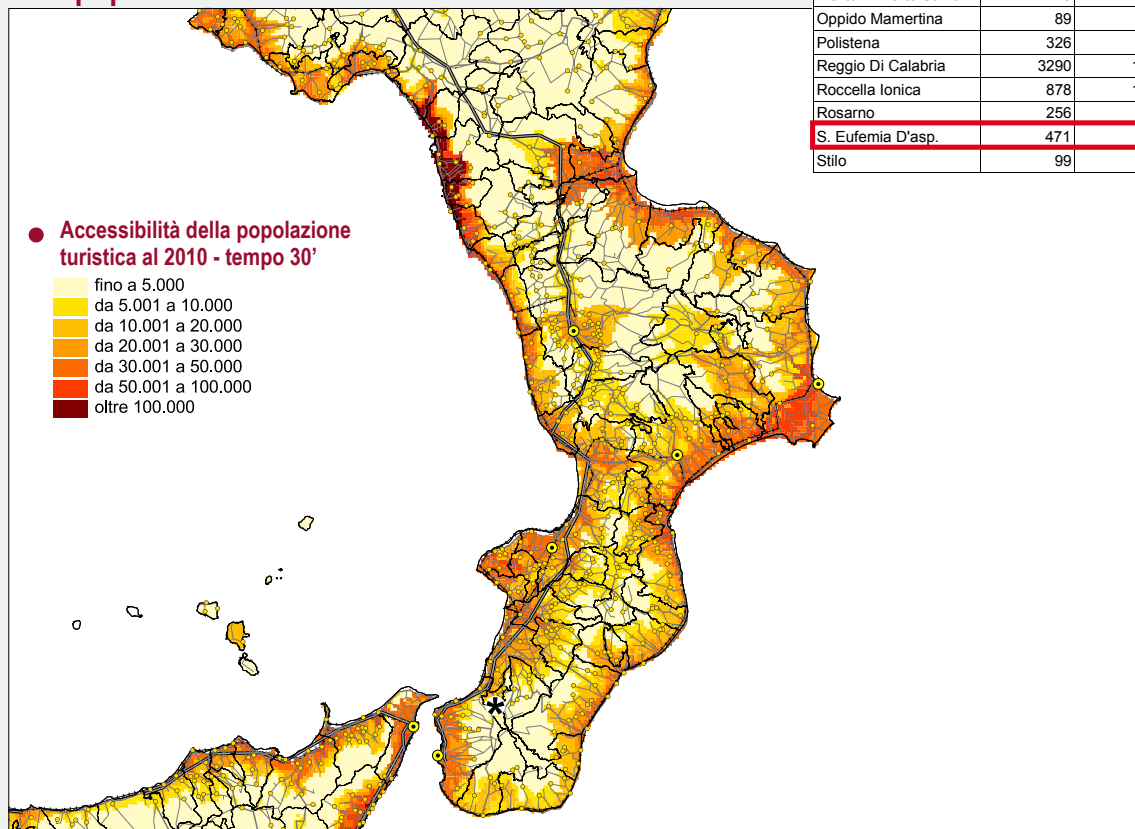 Oppido Mamertina 89
Polistena 326
Reggio Di Calabria 3290 1
Roccella Ionica 878 1
Rosarno 256
S. Eufemia D'asp. 471
Stilo 99
Accessibilità della popolazione
turistica al 2010 - tempo 30’
fino a 5.000
da 5.001 a 10.000
da 10.001 a 20.000
da 20.001 a 30.000
da 30.001 a 50.000
da 50.001 a 100.000
oltre 100.000
*